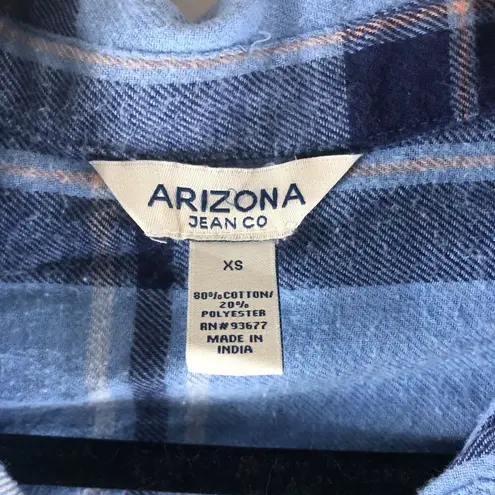 ARIZONA
JEAN CO
XS
80%COTTON/
20%
POLYESTER
RN#93677
MADE IN
INDIA